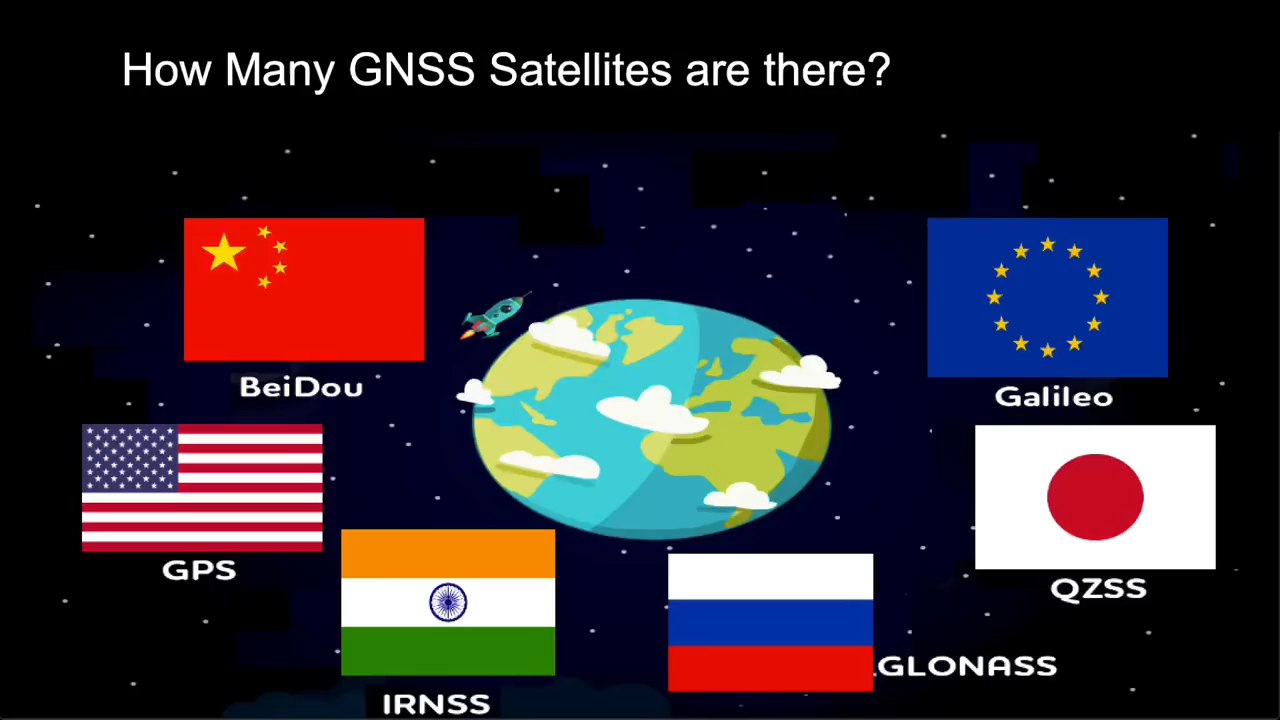 How Many GNSS Satellites are there?
BeiDou
Galileo
GPS
QZSS
GLONASS
IRNSS